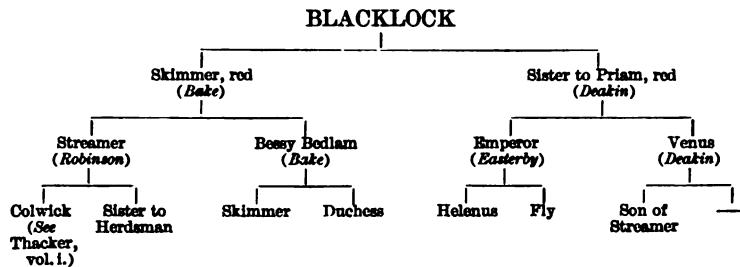 BLACKLOCK
Skimmer, red Sister to Priam, red
(Bake) (Deakin)
Streamer Bessy Bedlam Emperor Venus
(Robinson) (Bake) (Easterby) (Deakin)
Colwick Sister to Skimmer Duchess Helenus Fly Son of —
(See Herdsman Streamer
Thacker,
vol. i.)